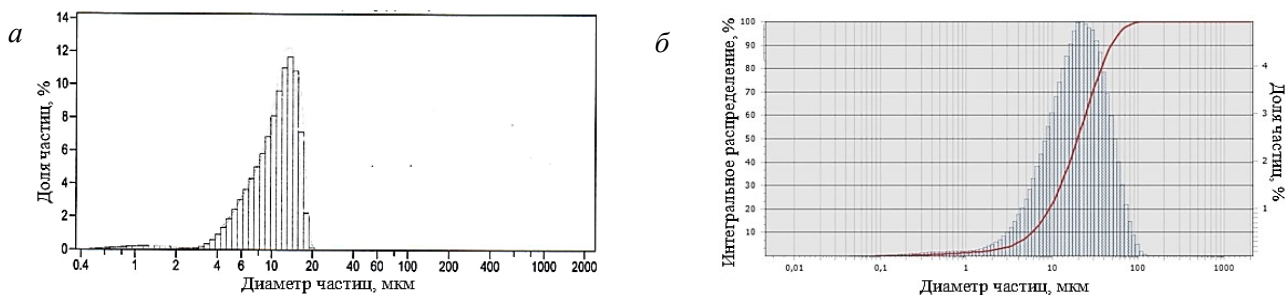 а
Доля частиц, %
14
12
10
8
6
4
2
0
0.4 1 2 4 6 10 20 40 60 100 200 400 1000 2000
Диаметр частиц, мкм
б
Интегральное распределение, %
100
90
80
70
60
50
40
30
20
10
0,01 0,1 1 10 100 1000
Диаметр частиц, мкм
4
3
2
1
Доля частиц, %